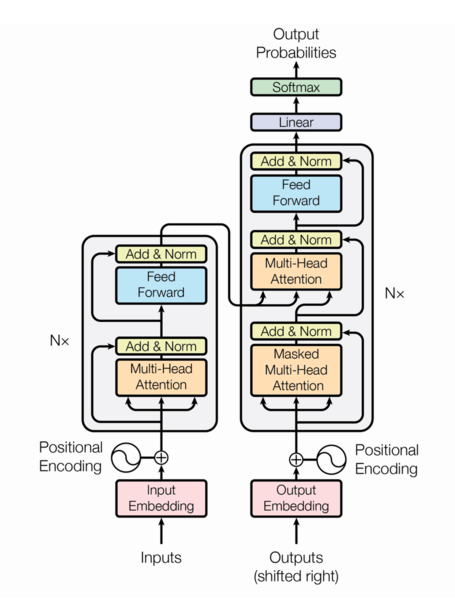 Output
Probabilities
Softmax
Linear
Add & Norm
Feed
Forward
Add & Norm
Multi-Head
Attention
Nx
Add & Norm
Masked
Multi-Head
Attention
Positional
Encoding
Output
Embedding
Outputs
(shifted right)
Add & Norm
Feed
Forward
Nx
Add & Norm
Multi-Head
Attention
Positional
Encoding
Input
Embedding
Inputs